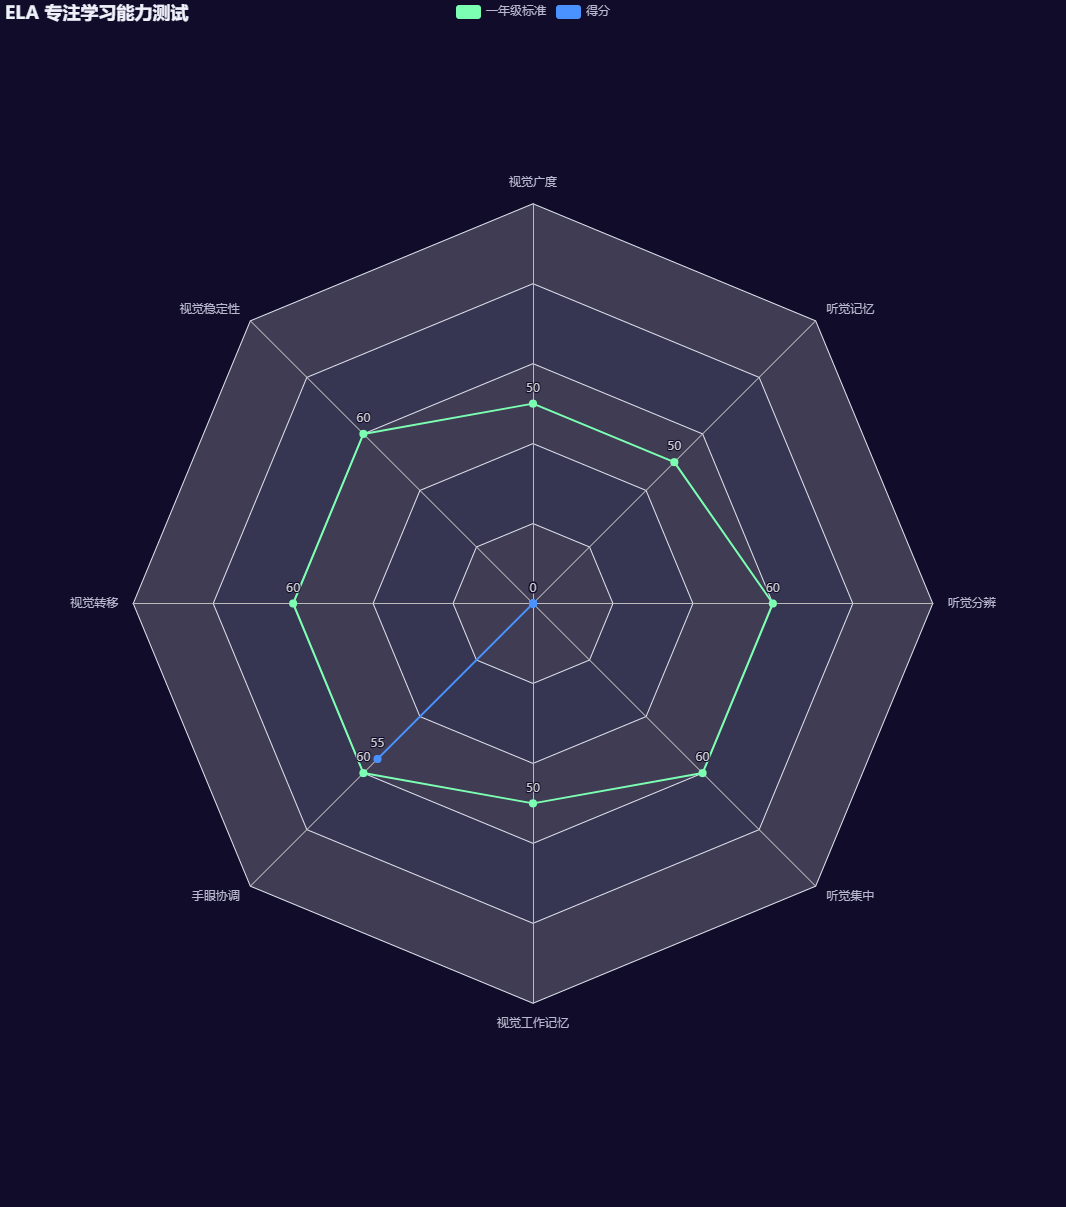 ELA 专注学习能力测试
一年级标准
得分
视觉广度
视觉稳定性
听觉记忆
50
60
50
视觉转移
60
0
60
听觉分辨
55
60
60
50
手眼协调
听觉集中
视觉工作记忆